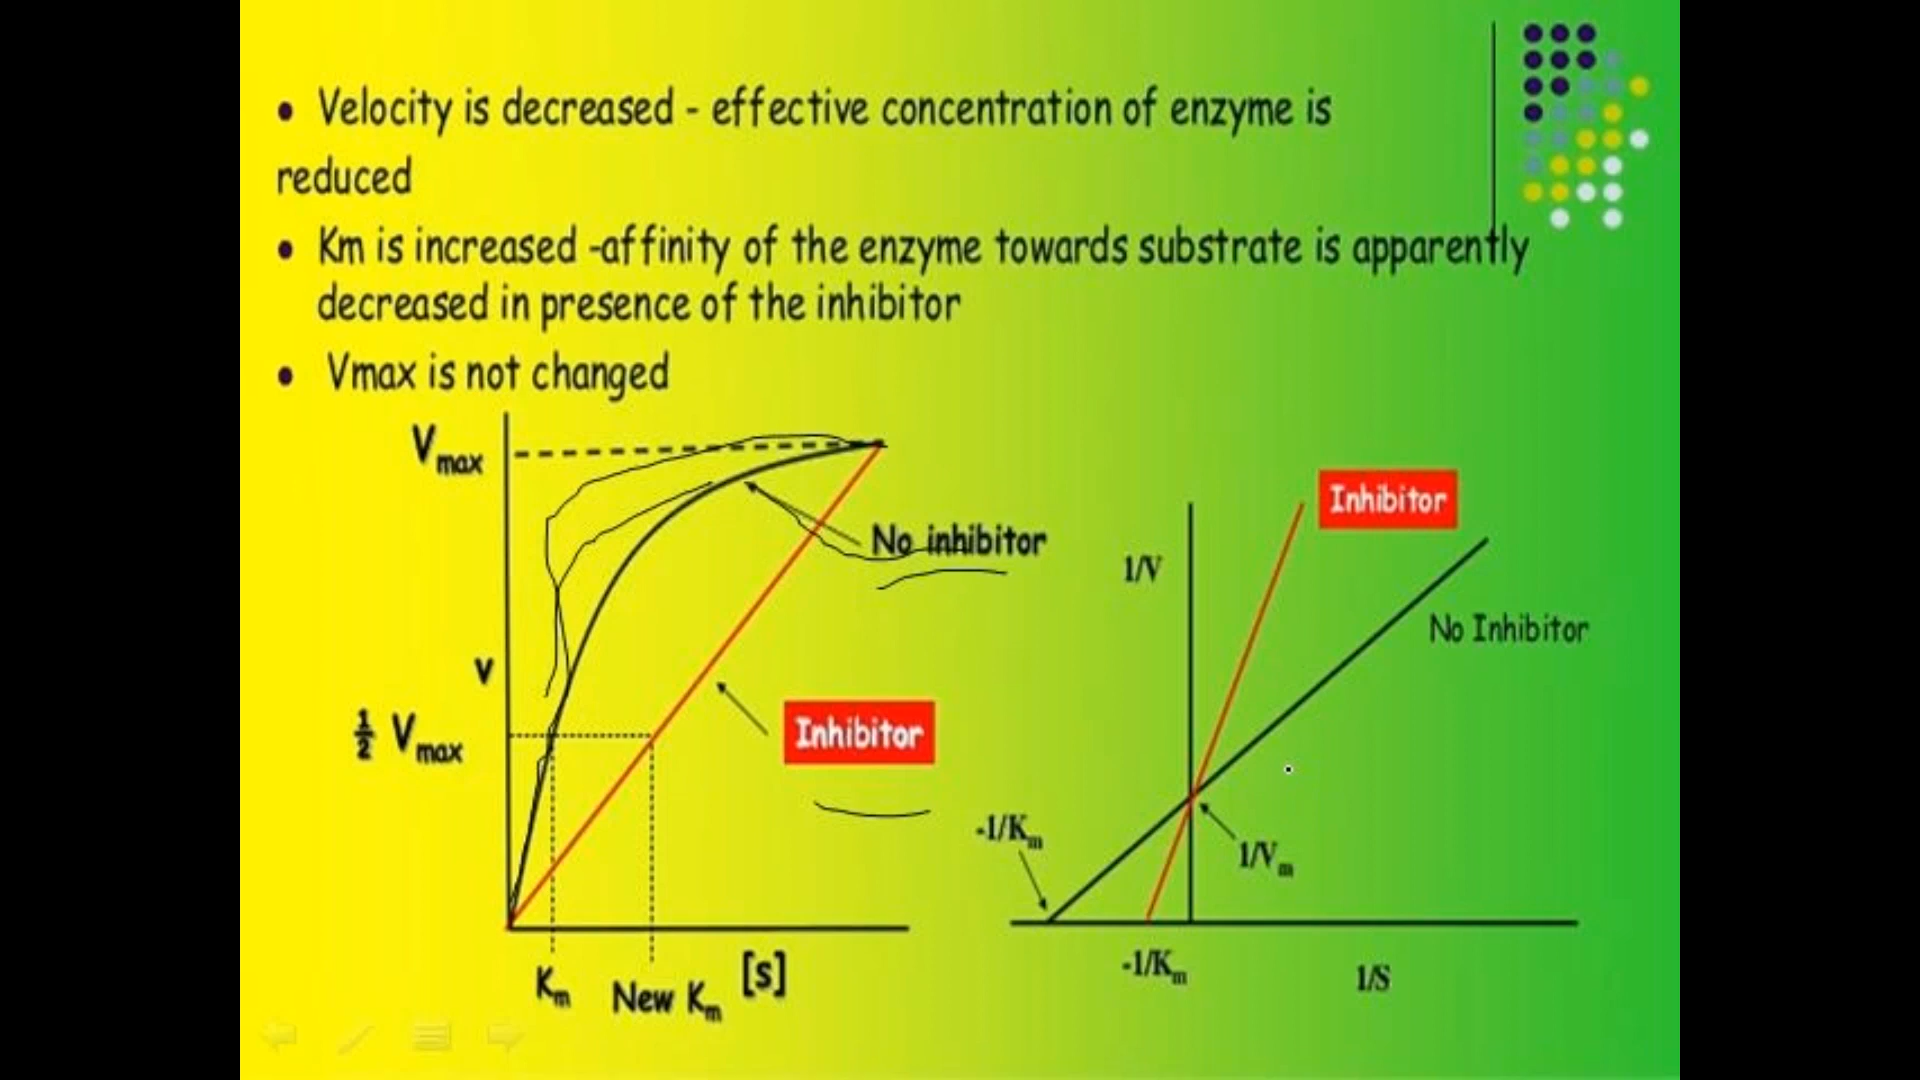 • Velocity is decreased - effective concentration of enzyme is
reduced
• Km is increased -affinity of the enzyme towards substrate is apparently
decreased in presence of the inhibitor
• Vmax is not changed
Vmax
No inhibitor
v
½ Vmax
Inhibitor
Km
New Km
[S]
Inhibitor
1/V
No Inhibitor
-1/Km
1/Vm
-1/Km
1/S